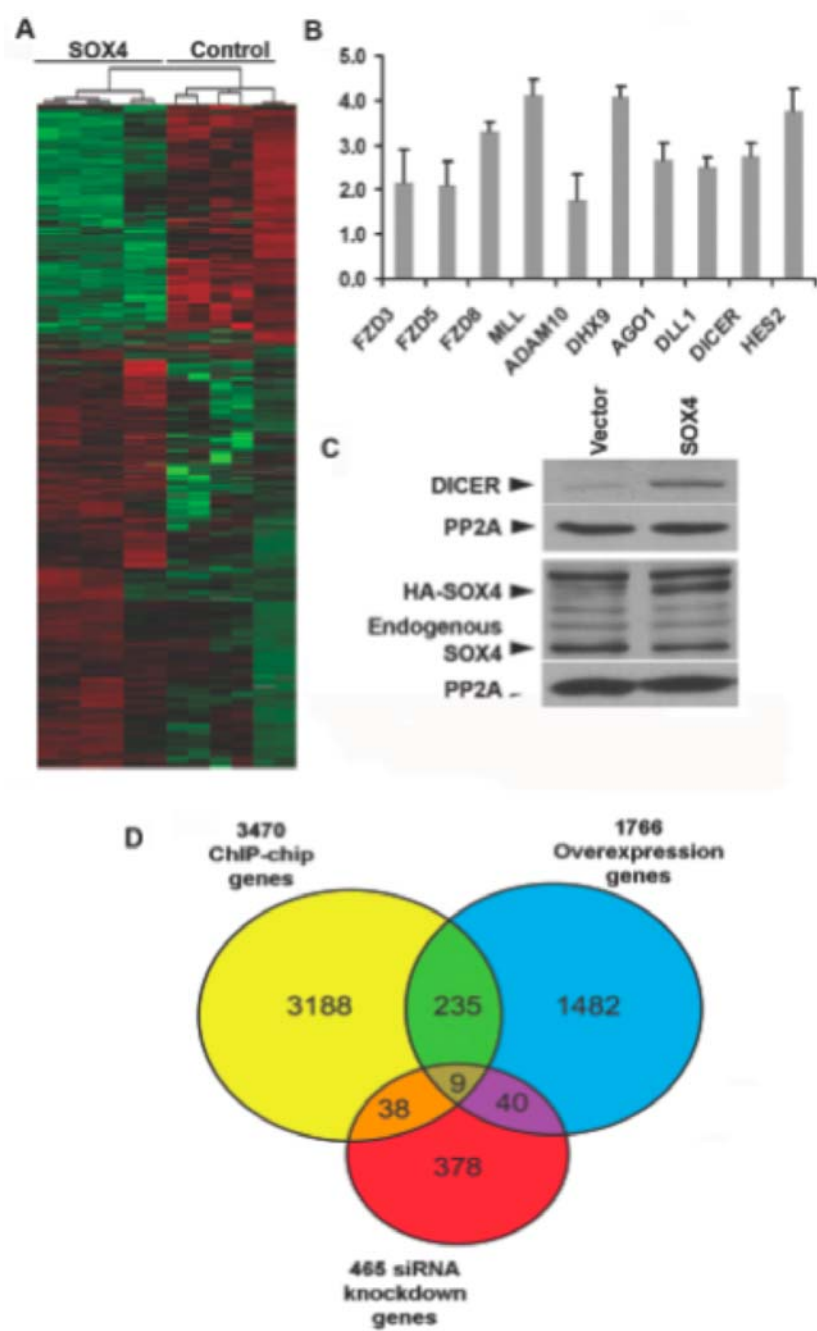 A
SOX4 Control
B
5.0
4.0
3.0
2.0
1.0
0.0
FZD3
FZD5
FZD8
MLL
ADAM10
DHX9
AGO1
DLL1
DICER
HES2
C
Vector
SOX4
DICER
PP2A
HA-SOX4
Endogenous
SOX4
PP2A
D
3470
ChIP-chip
genes
1766
Overexpression
genes
3188
235
1482
9
38
40
378
465 siRNA
knockdown
genes